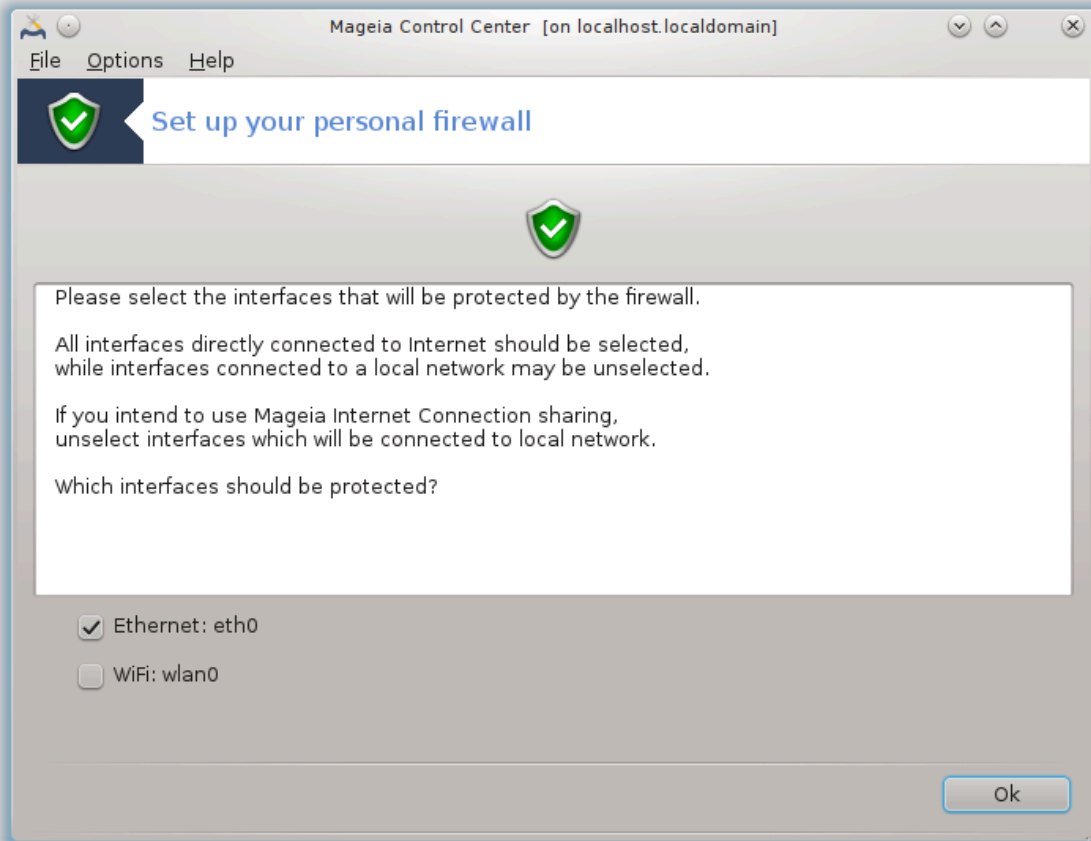 Mageia Control Center [on localhost.localdomain]
File Options Help
Set up your personal firewall
Please select the interfaces that will be protected by the firewall.
All interfaces directly connected to Internet should be selected,
while interfaces connected to a local network may be unselected.
If you intend to use Mageia Internet Connection sharing,
unselect interfaces which will be connected to local network.
Which interfaces should be protected?
Ethernet: eth0
WiFi: wlan0
Ok